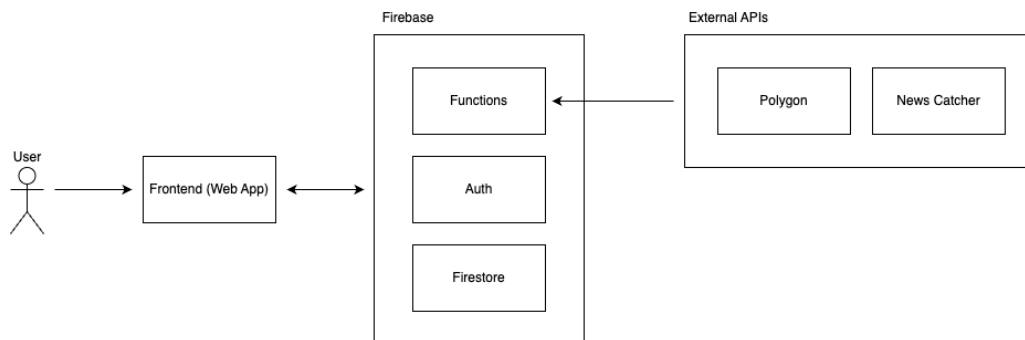 Firebase
External APIs
Functions
Polygon
News Catcher
User
Frontend (Web App)
Auth
Firestore